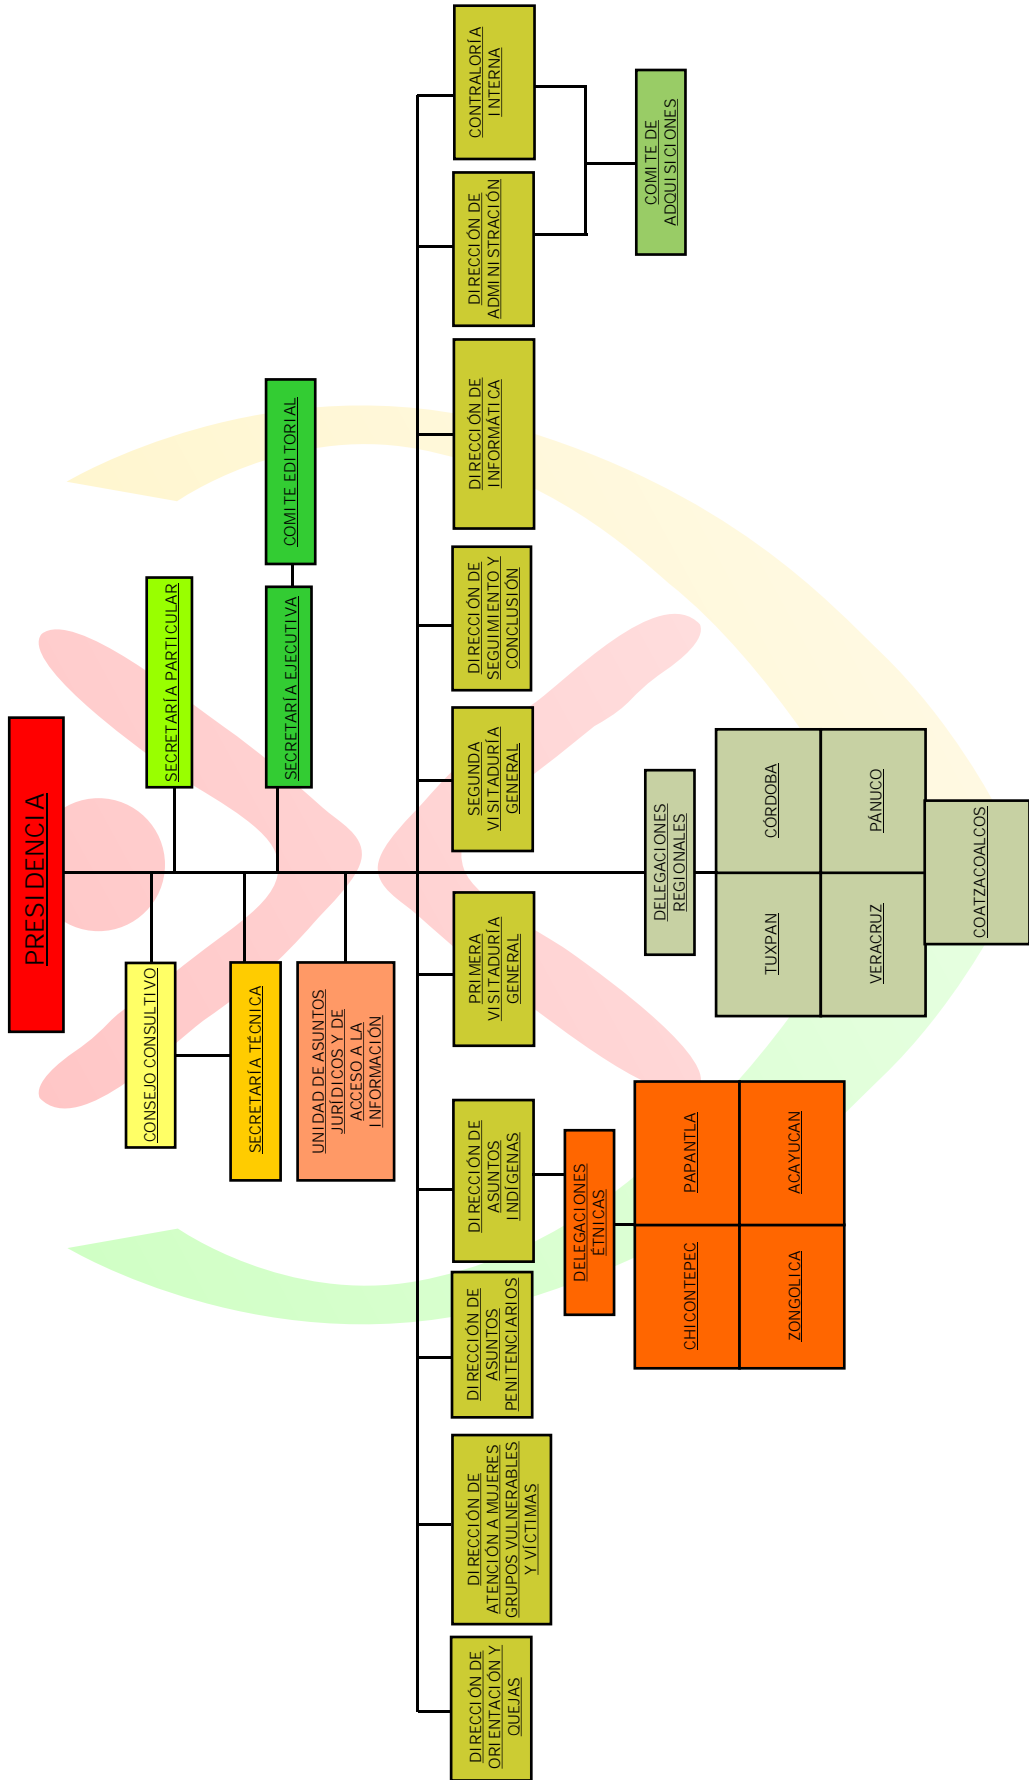 PRESIDENCIA
CONSEJO CONSULTIVO
SECRETARÍA PARTICULAR
SECRETARÍA TÉCNICA
SECRETARÍA EJECUTIVA
COMITE EDITORIAL
UNIDAD DE ASUNTOS
JURÍDICOS Y DE
ACCESO A LA
INFORMACIÓN
DIRECCIÓN DE
ORIENTACIÓN Y
QUEJAS
DIRECCIÓN DE
ATENCIÓN A MUJERES
GRUPOS VULNERABLES
Y VÍCTIMAS
DIRECCIÓN DE
ASUNTOS
PENITENCIARIOS
DIRECCIÓN DE
ASUNTOS
INDÍGENAS
PRIMERA
VISITADURÍA
GENERAL
SEGUNDA
VISITADURÍA
GENERAL
DIRECCIÓN DE
SEGUIMIENTO Y
CONCLUSIÓN
DIRECCIÓN DE
INFORMÁTICA
DIRECCIÓN DE
ADMINISTRACIÓN
CONTRALORÍA
INTERNA
DELEGACIONES
ÉTNICAS
CHICONTEPEC
PAPANTLA
ZONGOLICA
ACAYUCAN
DELEGACIONES
REGIONALES
TUXPAN
CÓRDOBA
VERACRUZ
PÁNUCO
COATZACOALCOS
COMITE DE
ADQUISICIONES